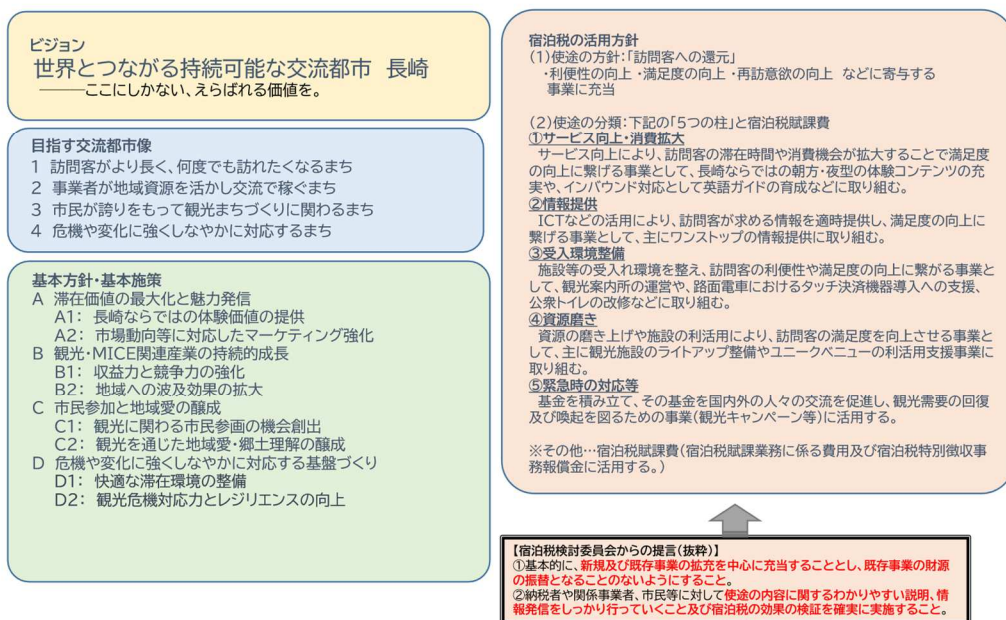 ビジョン
世界とつながる持続可能な交流都市 長崎
―――ここにしかない、えらばれる価値を。
目指す交流都市像
1 訪問客がより長く、何度でも訪れたくなるまち
2 事業者が地域資源を活かし交流で稼ぐまち
3 市民が誇りをもって観光まちづくりに関わるまち
4 危機や変化に強くしなやかに対応するまち
基本方針・基本施策
A 滞在価値の最大化と魅力発信
A1: 長崎ならではの体験価値の提供
A2: 市場動向等に対応したマーケティング強化
B 観光・MICE関連産業の持続的成長
B1: 収益力と競争力の強化
B2: 地域への波及効果の拡大
C 市民参加と地域愛の醸成
C1: 観光に関わる市民参画の機会創出
C2: 観光を通じた地域愛・郷土理解の醸成
D 危機や変化に強くしなやかに対応する基盤づくり
D1: 快適な滞在環境の整備
D2: 観光危機対応力とレジリエンスの向上
宿泊税の活用方針
(1)使途の方針:「訪問客への還元」
・利便性の向上・満足度の向上・再訪意欲の向上 などに寄与する
事業に充当
(2)使途の分類:下記の「5つの柱」と宿泊税賦課費
①サービス向上・消費拡大
サービス向上により、訪問客の滞在時間や消費機会が拡大することで満足度
の向上に繋げる事業として、長崎ならではの朝方・夜型の体験コンテンツの充
実や、インバウンド対応として英語ガイドの育成などに取り組む。
②情報提供
ICTなどの活用により、訪問客が求める情報を適時提供し、満足度の向上に
繋げる事業として、主にワンストップの情報提供に取り組む。
③受入環境整備
施設等の受入れ環境を整え、訪問客の利便性や満足度の向上に繋がる事業と
して、観光案内所の運営や、路面電車におけるタッチ決済機器導入への支援、
公衆トイレの改修などに取り組む。
④資源磨き
資源の磨き上げや施設の利活用により、訪問客の満足度を向上させる事業と
して、主に観光施設のライトアップ整備やユニークベニューの利活用支援事業に
取り組む。
⑤緊急時の対応等
基金を積み立て、その基金を国内外の人々の交流を促進し、観光需要の回復
及び喚起を図るための事業(観光キャンペーン等)に活用する。
※その他…宿泊税賦課費(宿泊税賦課業務に係る費用及び宿泊税特別徴収事
務報償金に活用する。)
【宿泊税検討委員会からの提言(抜粋)】
①基本的に、新規及び既存事業の拡充を中心に充当することとし、既存事業の財源
の振替となることのないようにすること。
②納税者や関係事業者、市民等に対して使途の内容に関するわかりやすい説明、情
報発信をしっかり行っていくこと及び宿泊税の効果の検証を確実に実施すること。